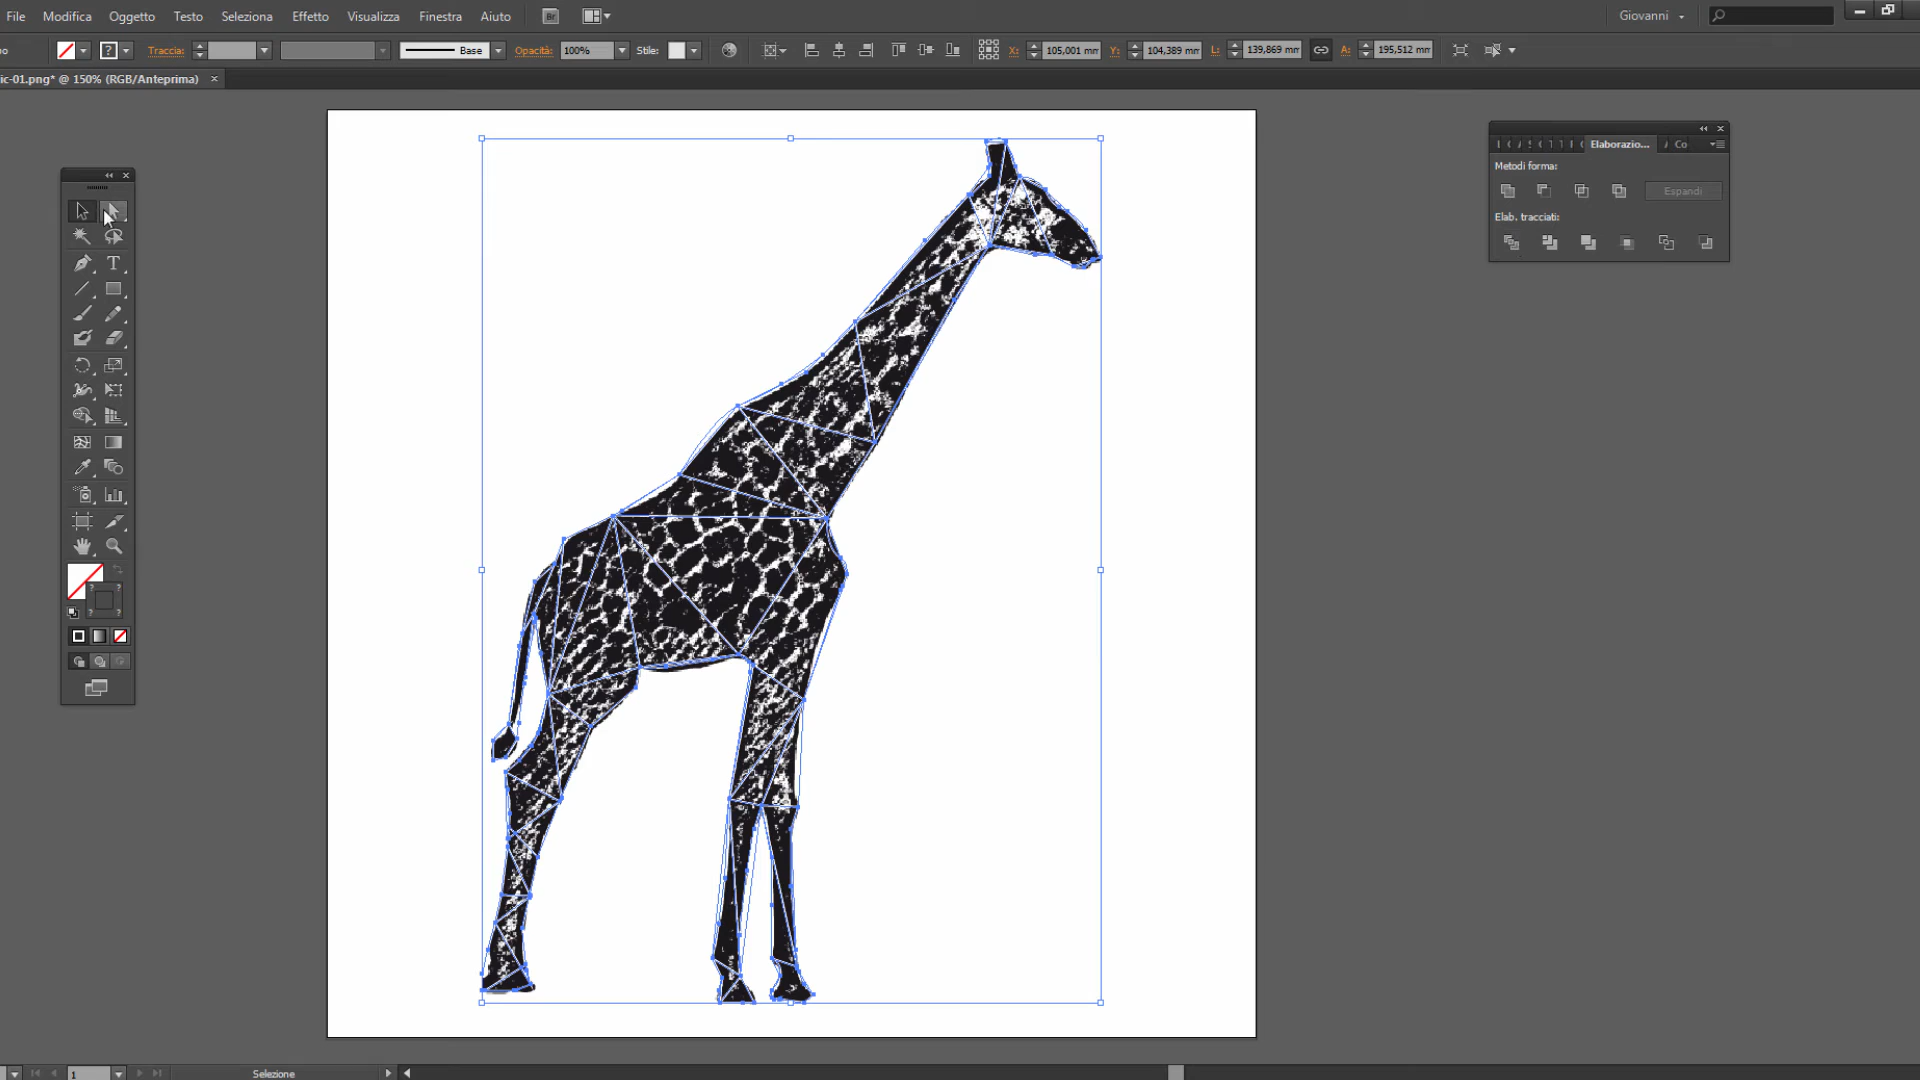 File Modifica Oggetto Testo Seleziona Effetto Visualizza Finestra Aiuto Br Giovanni
Traccia: Base Opacità: 100% Stile: X: 105,001 mm Y: 104,389 mm L: 139,869 mm A: 195,512 mm
ic-01.png* @ 150% (RGB/Anteprima)
Elaborazio... Co
Metodi forma:
Espandi
Elab. tracciati:
T
1 Selezione